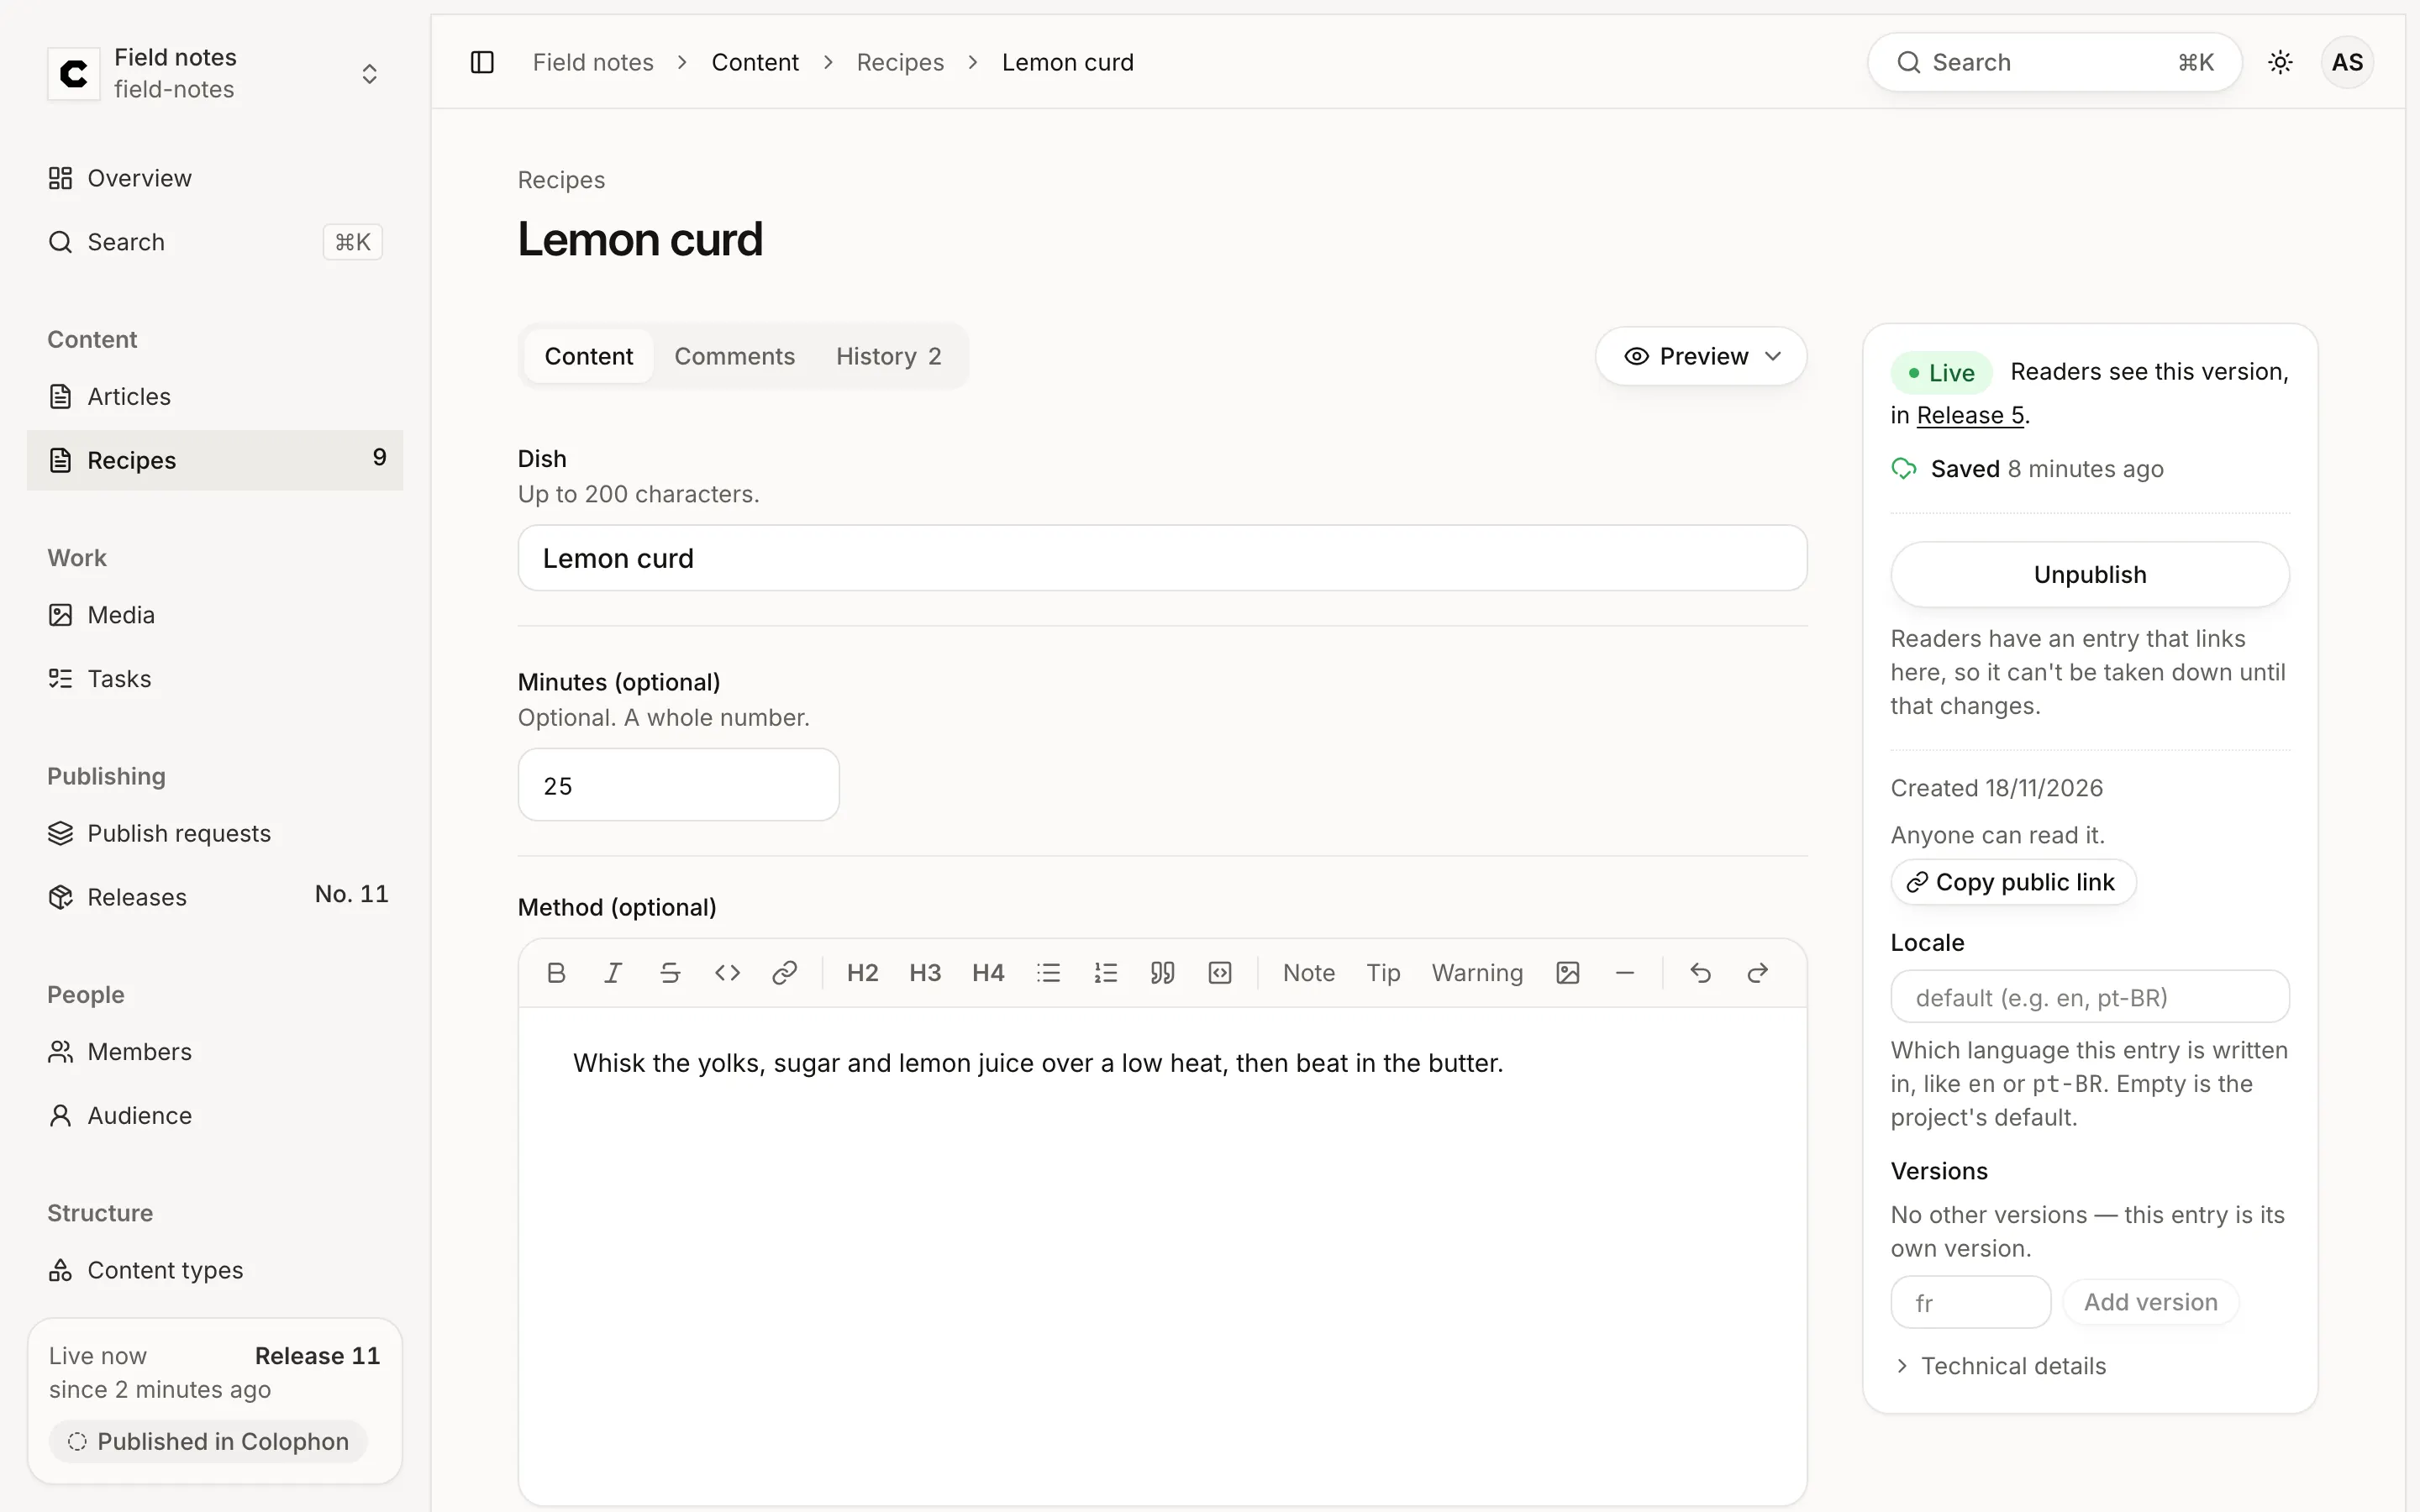 Field notes
field-notes
Overview
Search ⌘K
Content
Articles
Recipes 9
Work
Media
Tasks
Publishing
Publish requests
Releases No. 11
People
Members
Audience
Structure
Content types
Live now Release 11
since 2 minutes ago
Published in Colophon
Field notes > Content > Recipes > Lemon curd
Search ⌘K
AS
Recipes
Lemon curd
Content Comments History 2
Preview
Dish
Up to 200 characters.
Lemon curd
Minutes (optional)
Optional. A whole number.
25
Method (optional)
H2 H3 H4 Note Tip Warning
Whisk the yolks, sugar and lemon juice over a low heat, then beat in the butter.
Live Readers see this version,
in Release 5.
Saved 8 minutes ago
Unpublish
Readers have an entry that links
here, so it can't be taken down until
that changes.
Created 18/11/2026
Anyone can read it.
Copy public link
Locale
default (e.g. en, pt-BR)
Which language this entry is written
in, like en or pt-BR. Empty is the
project's default.
Versions
No other versions — this entry is its
own version.
fr Add version
Technical details